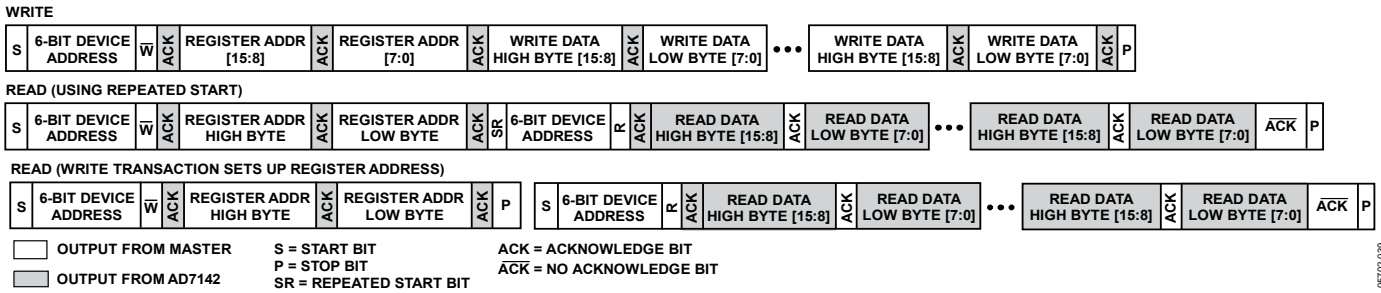 WRITE
S 6-BIT DEVICE ADDRESS W̅ ACK REGISTER ADDR [15:8] ACK REGISTER ADDR [7:0] ACK WRITE DATA HIGH BYTE [15:8] ACK WRITE DATA LOW BYTE [7:0] ••• WRITE DATA HIGH BYTE [15:8] ACK WRITE DATA LOW BYTE [7:0] ACK P
READ (USING REPEATED START)
S 6-BIT DEVICE ADDRESS W̅ ACK REGISTER ADDR HIGH BYTE ACK REGISTER ADDR LOW BYTE ACK SR 6-BIT DEVICE ADDRESS R ACK READ DATA HIGH BYTE [15:8] ACK READ DATA LOW BYTE [7:0] ••• READ DATA HIGH BYTE [15:8] ACK READ DATA LOW BYTE [7:0] A̅C̅K̅ P
READ (WRITE TRANSACTION SETS UP REGISTER ADDRESS)
S 6-BIT DEVICE ADDRESS W̅ ACK REGISTER ADDR HIGH BYTE ACK REGISTER ADDR LOW BYTE ACK P S 6-BIT DEVICE ADDRESS R ACK READ DATA HIGH BYTE [15:8] ACK READ DATA LOW BYTE [7:0] ••• READ DATA HIGH BYTE [15:8] ACK READ DATA LOW BYTE [7:0] A̅C̅K̅ P
OUTPUT FROM MASTER
OUTPUT FROM AD7142
S = START BIT
P = STOP BIT
SR = REPEATED START BIT
ACK = ACKNOWLEDGE BIT
A̅C̅K̅ = NO ACKNOWLEDGE BIT